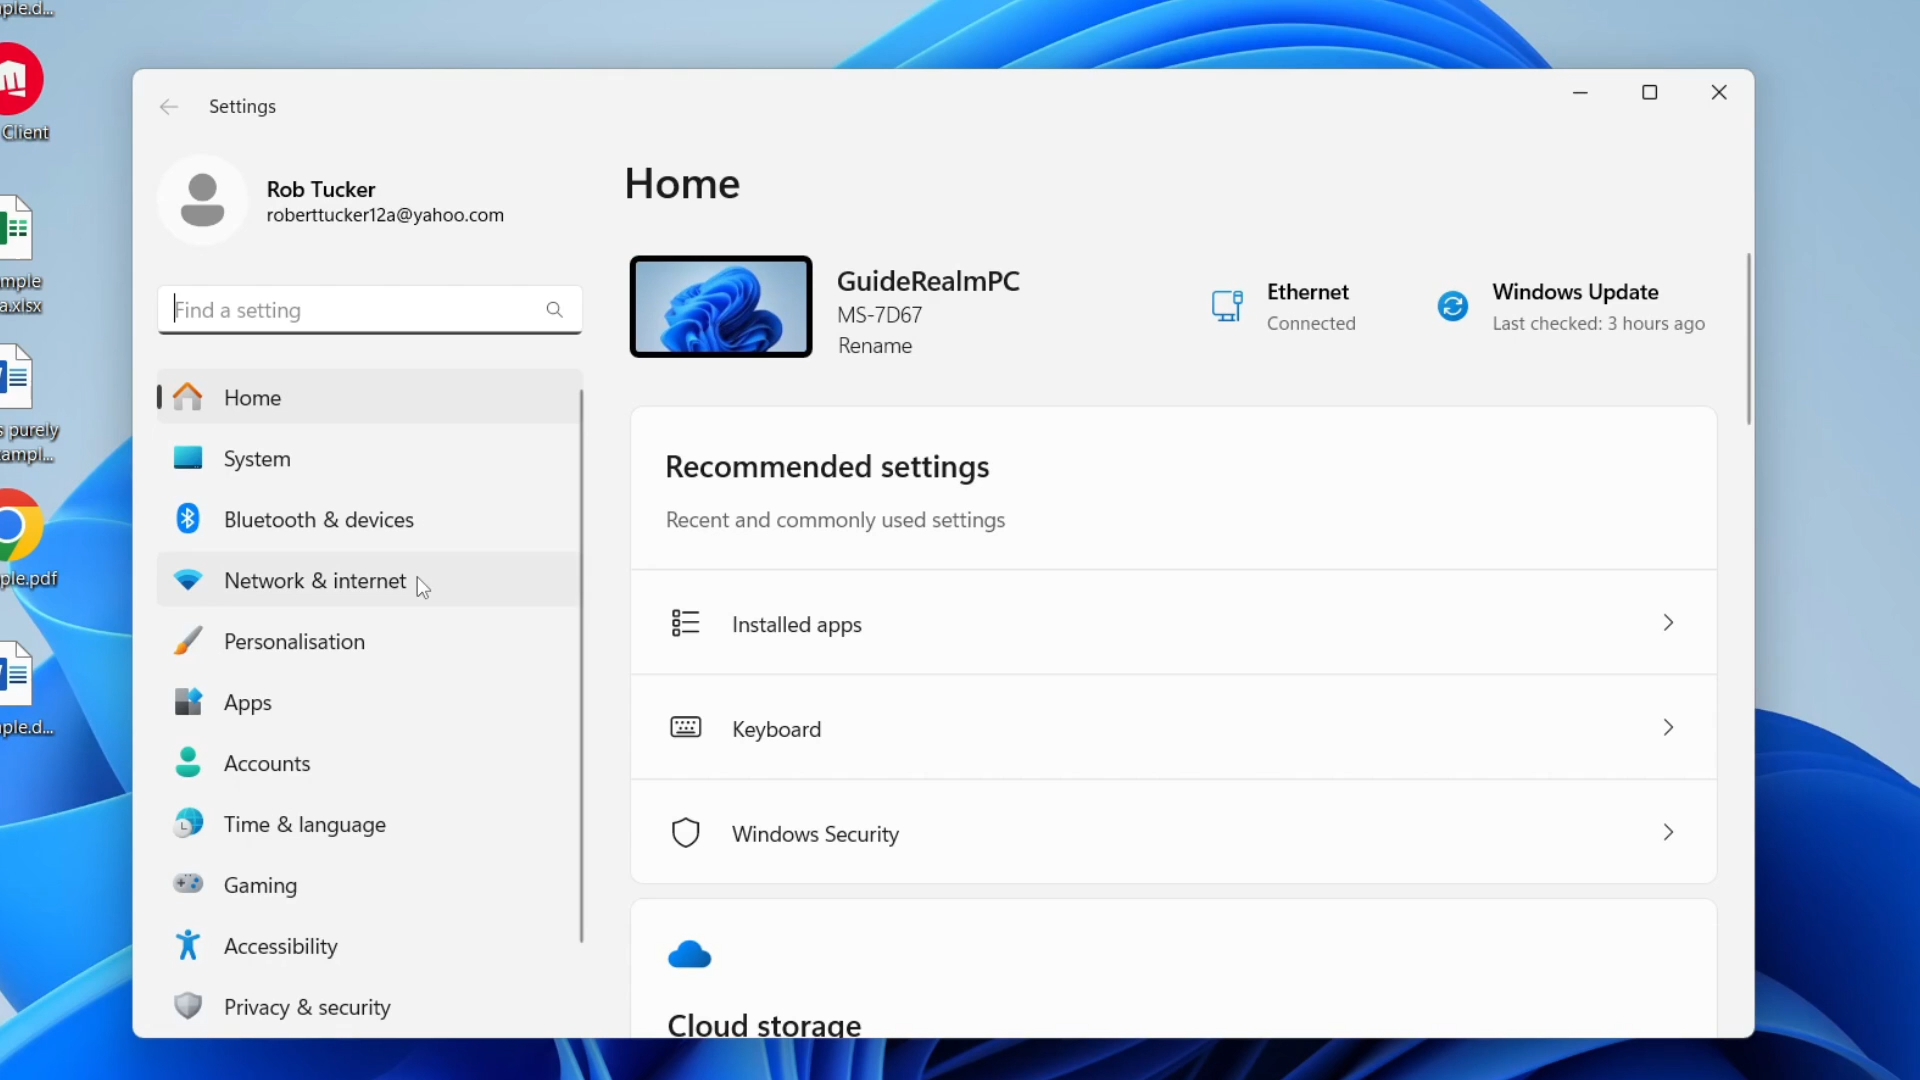 ple.d...
Client
mple
a.xlsx
s purely
ampl...
ple.pdf
ple.d...
Settings
Rob Tucker
roberttucker12a@yahoo.com
Find a setting
Home
System
Bluetooth & devices
Network & internet
Personalisation
Apps
Accounts
Time & language
Gaming
Accessibility
Privacy & security
Home
GuideRealmPC
MS-7D67
Rename
Ethernet
Connected
Windows Update
Last checked: 3 hours ago
Recommended settings
Recent and commonly used settings
Installed apps
Keyboard
Windows Security
Cloud storage